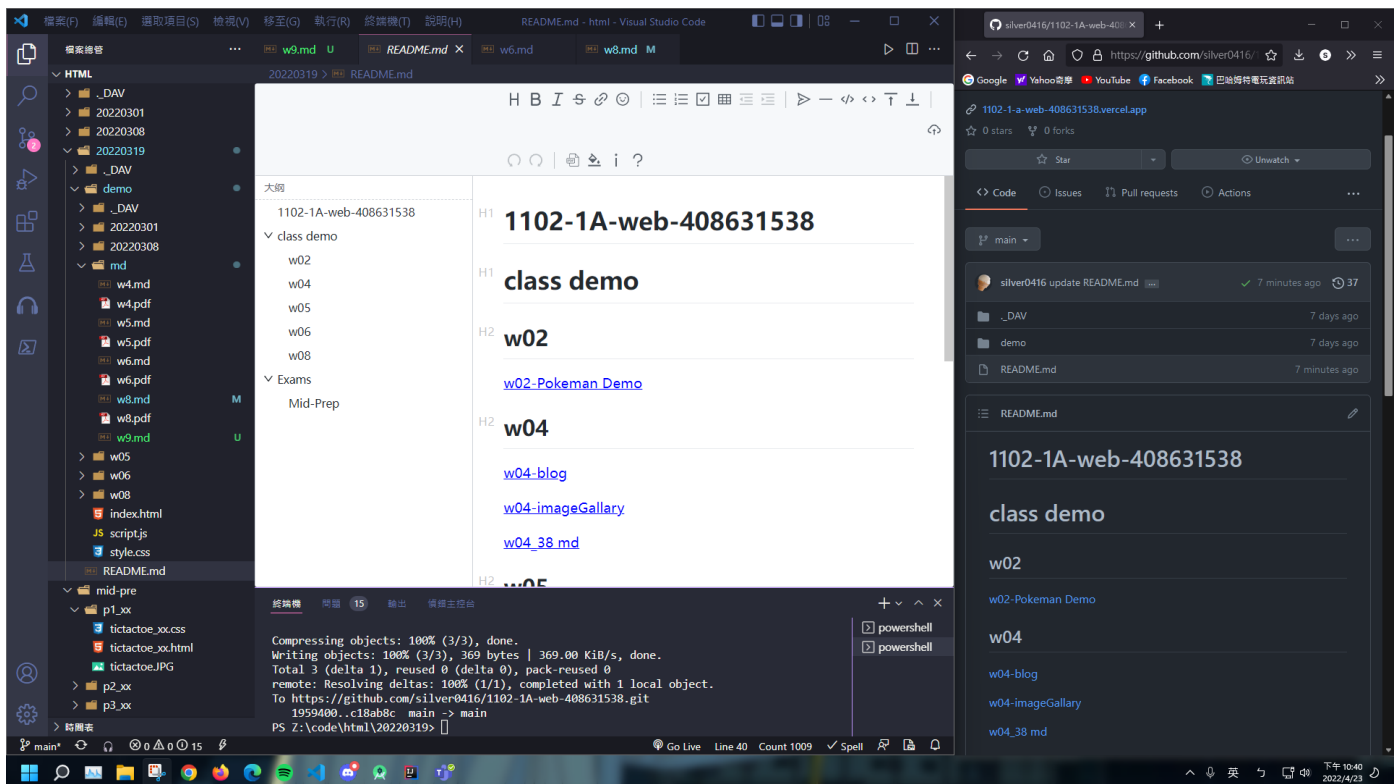 檔案(F) 編輯(E) 選取項目(S) 檢視(V) 移至(G) 執行(R) 終端機(T) 說明(H) README.md - html - Visual Studio Code
檔案總管
HTML
._DAV
20220301
20220308
20220319
._DAV
demo
._DAV
20220301
20220308
md
w4.md
w4.pdf
w5.md
w5.pdf
w6.md
w6.pdf
w8.md M
w8.pdf
w9.md U
w05
w06
w08
index.html
JS script.js
style.css
README.md
mid-pre
p1_xx
tictactoe_xx.css
tictactoe_xx.html
tictactoe.JPG
p2_xx
p3_xx
時間表
2
w9.md U README.md w6.md w8.md M
20220319 > README.md
H B I S
大綱
1102-1A-web-408631538
class demo
w02
w04
w05
w06
w08
Exams
Mid-Prep
H1 1102-1A-web-408631538
H1 class demo
H2 w02
w02-Pokeman Demo
H2 w04
w04-blog
w04-imageGallary
w04_38 md
H2 w05
終端機 問題 15 輸出 偵錯主控台
Compressing objects: 100% (3/3), done.
Writing objects: 100% (3/3), 369 bytes | 369.00 KiB/s, done.
Total 3 (delta 1), reused 0 (delta 0), pack-reused 0
remote: Resolving deltas: 100% (1/1), completed with 1 local object.
To https://github.com/silver0416/1102-1A-web-408631538.git
1959400..c18ab8c main -> main
PS Z:\code\html\20220319>
powershell
powershell
main* 0 0 15 Go Live Line 40 Count 1009 Spell
silver0416/1102-1A-web-408
https://github.com/silver0416/
Google Yahoo奇摩 YouTube Facebook 巴哈姆特電玩資訊站
1102-1-a-web-408631538.vercel.app
0 stars 0 forks
Star Unwatch
Code Issues Pull requests Actions
main
silver0416 update README.md 7 minutes ago 37
._DAV 7 days ago
demo 7 days ago
README.md 7 minutes ago
README.md
1102-1A-web-408631538
class demo
w02
w02-Pokeman Demo
w04
w04-blog
w04-imageGallary
w04_38 md
英 下午 10:40
2022/4/23